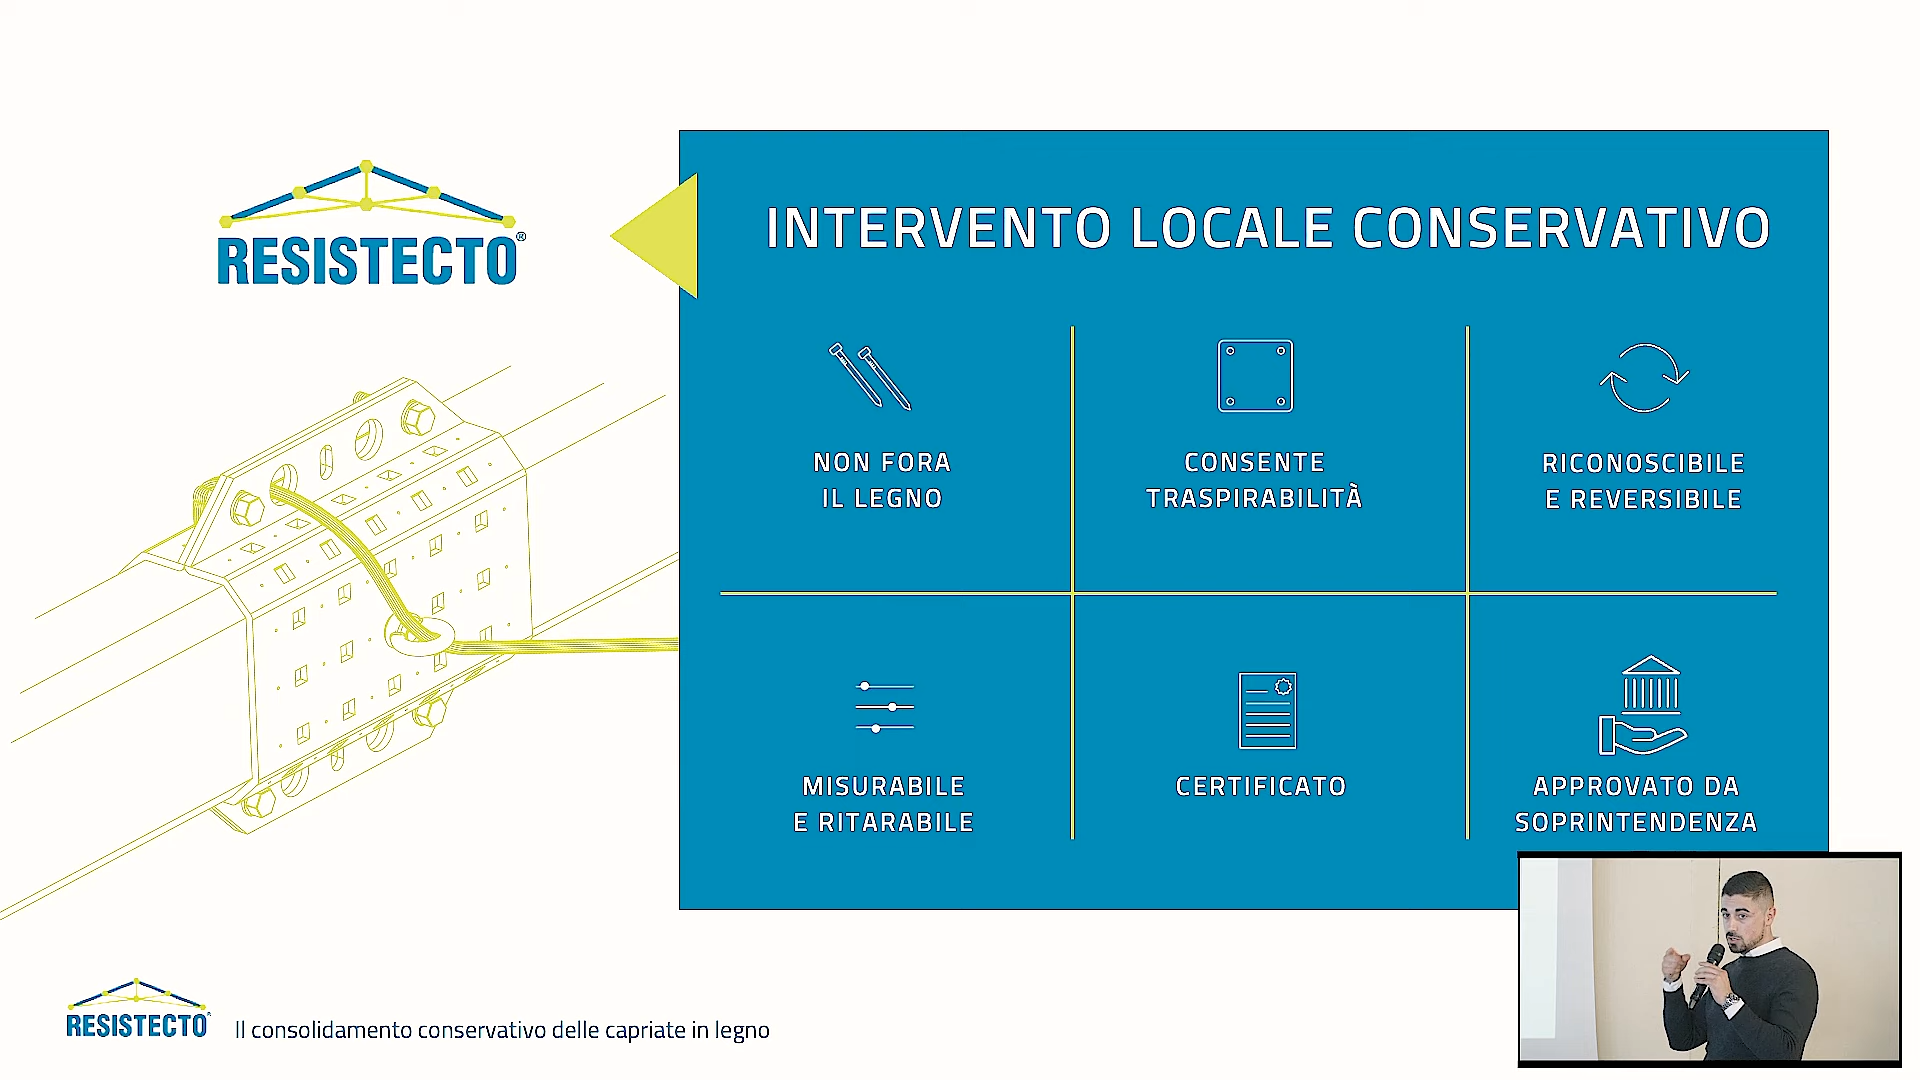 RESISTECTO®
INTERVENTO LOCALE CONSERVATIVO
NON FORA
IL LEGNO
CONSENTE
TRASPIRABILITÀ
RICONOSCIBILE
E REVERSIBILE
MISURABILE
E RITARABILE
CERTIFICATO
APPROVATO DA
SOPRINTENDENZA
RESISTECTO®
Il consolidamento conservativo delle capriate in legno